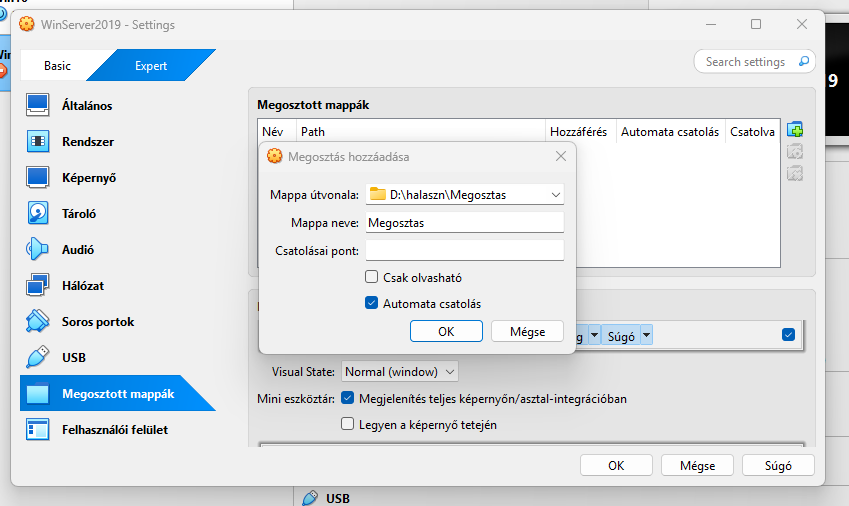 WinServer2019 - Settings
Basic
Expert
Search settings
Általános
Rendszer
Képernyő
Tároló
Audió
Hálózat
Soros portok
USB
Megosztott mappák
Felhasználói felület
Megosztott mappák
Név Path Hozzáférés Automata csatolás Csatolva
Megosztás hozzáadása
Mappa útvonala: D:\halaszn\Megosztas
Mappa neve: Megosztas
Csatolásai pont:
Csak olvasható
Automata csatolás
OK Mégse
g Súgó
Visual State: Normal (window)
Mini eszköztár: Megjelenítés teljes képernyőn/asztal-integrációban
Legyen a képernyő tetején
OK Mégse Súgó
USB